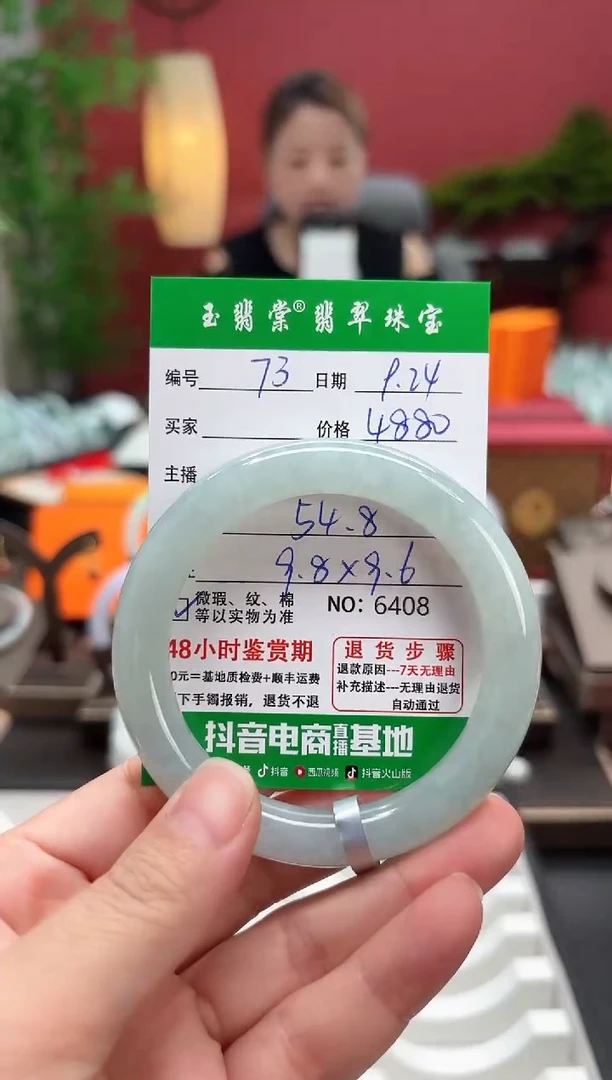 玉翡棠®翡翠珠宝
编号 73 日期 9.24
买家 价格 4880
主播
54.8
9.8×9.6
微瑕、纹、棉
等以实物为准
NO: 6408
48小时鉴赏期
0元=基地质检费+顺丰运费
下手镯报销，退货不退
退货步骤
退款原因---7天无理由
补充描述---无理由退货
自动通过
抖音电商直播基地
抖音 西瓜视频 抖音火山版